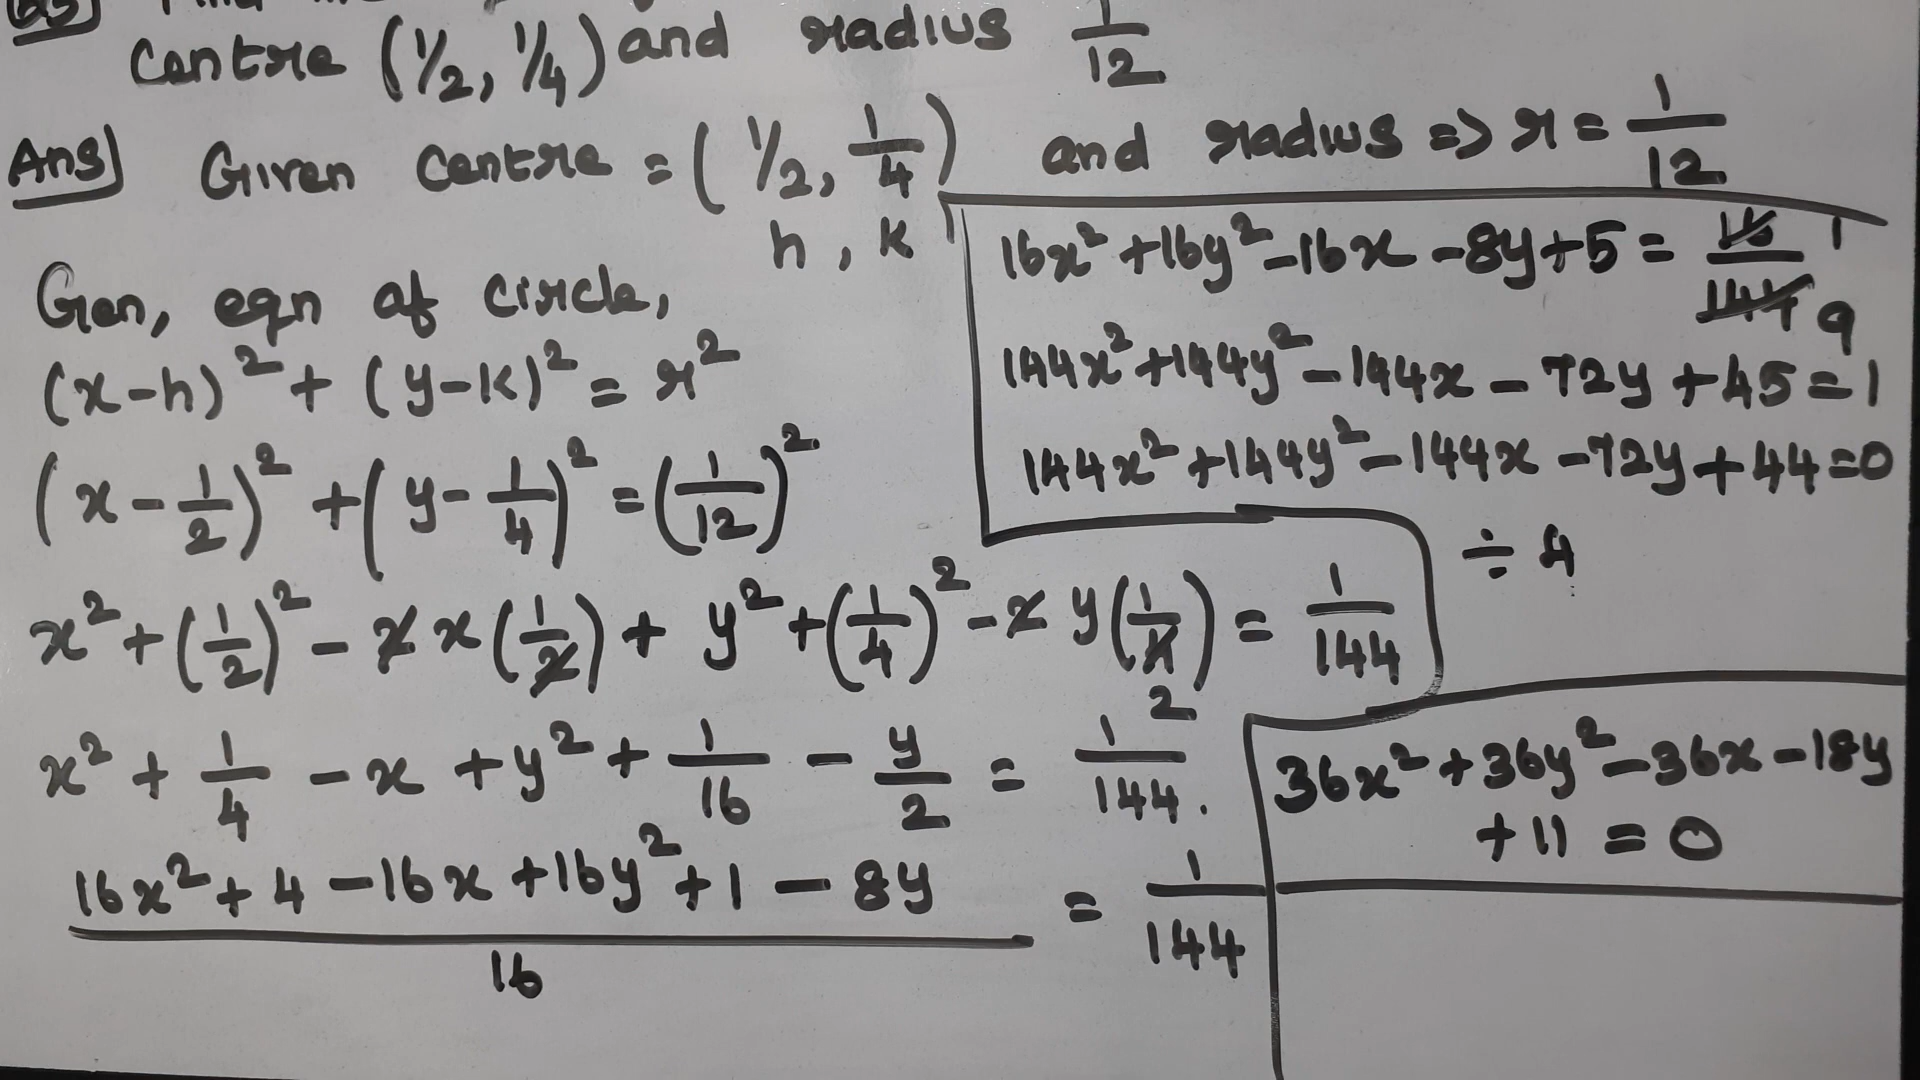 Centre (1/2, 1/4) and radius 1/12
Ans) Given Centre = (1/2, 1/4) and radius => r = 1/12
h, k
Gen, eqn of circle,
(x-h)² + (y-k)² = r²
(x - 1/2)² + (y - 1/4)² = (1/12)²
x² + (1/2)² - 2x(1/2) + y² + (1/4)² - 2y(1/4) = 1/144
2
x² + 1/4 - x + y² + 1/16 - y/2 = 1/144.
(16x² + 4 - 16x + 16y² + 1 - 8y)/16 = 1/144
16x² + 16y² - 16x - 8y + 5 = 16/144 1 9
144x² + 144y² - 144x - 72y + 45 = 1
144x² + 144y² - 144x - 72y + 44 = 0
÷ 4
36x² + 36y² - 36x - 18y
+ 11 = 0